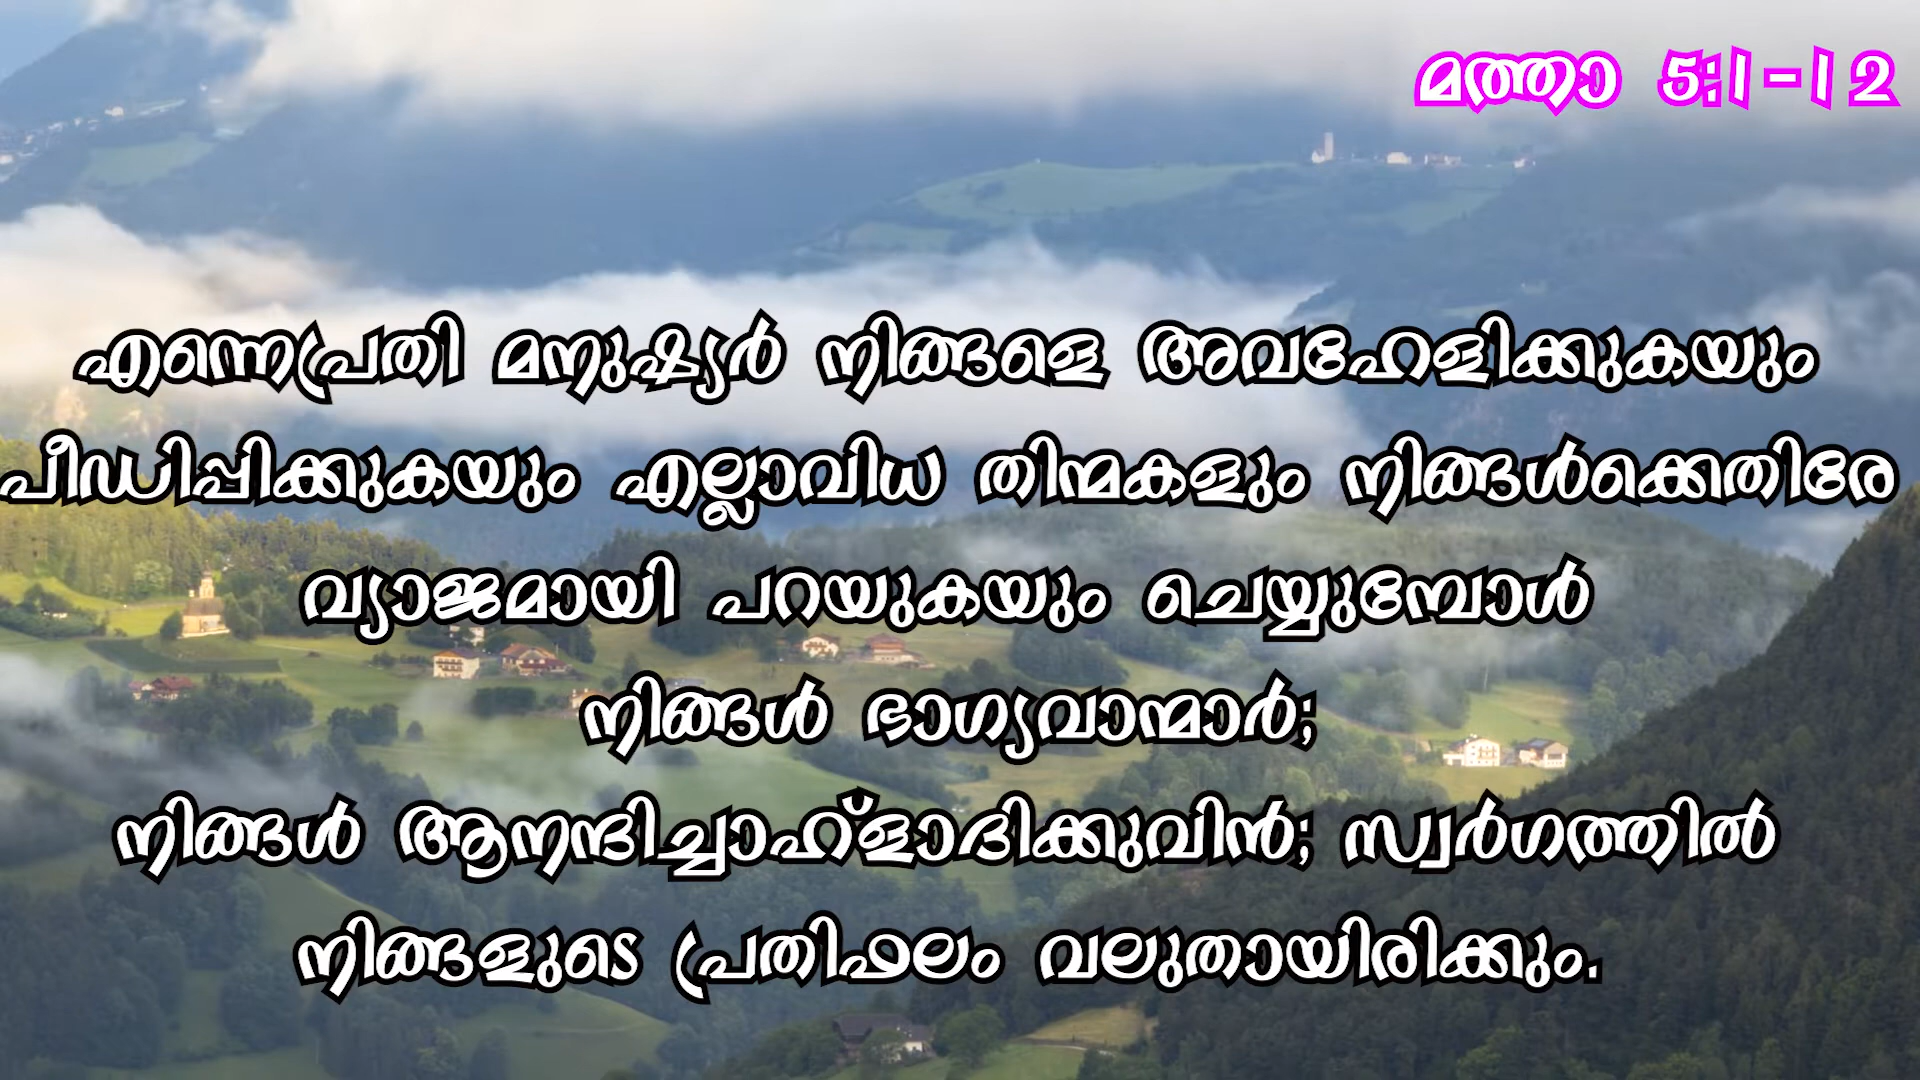 മത്താ 5:1-12
എന്നെപ്രതി മനുഷ്യർ നിങ്ങളെ അവഹേളിക്കുകയും
പീഡിപ്പിക്കുകയും എല്ലാവിധ തിന്മകളും നിങ്ങൾക്കെതിരേ
വ്യാജമായി പറയുകയും ചെയ്യുമ്പോൾ
നിങ്ങൾ ഭാഗ്യവാന്മാർ;
നിങ്ങൾ ആനന്ദിച്ചാഹ്ളാദിക്കുവിൻ; സ്വർഗത്തിൽ
നിങ്ങളുടെ പ്രതിഫലം വലുതായിരിക്കും.